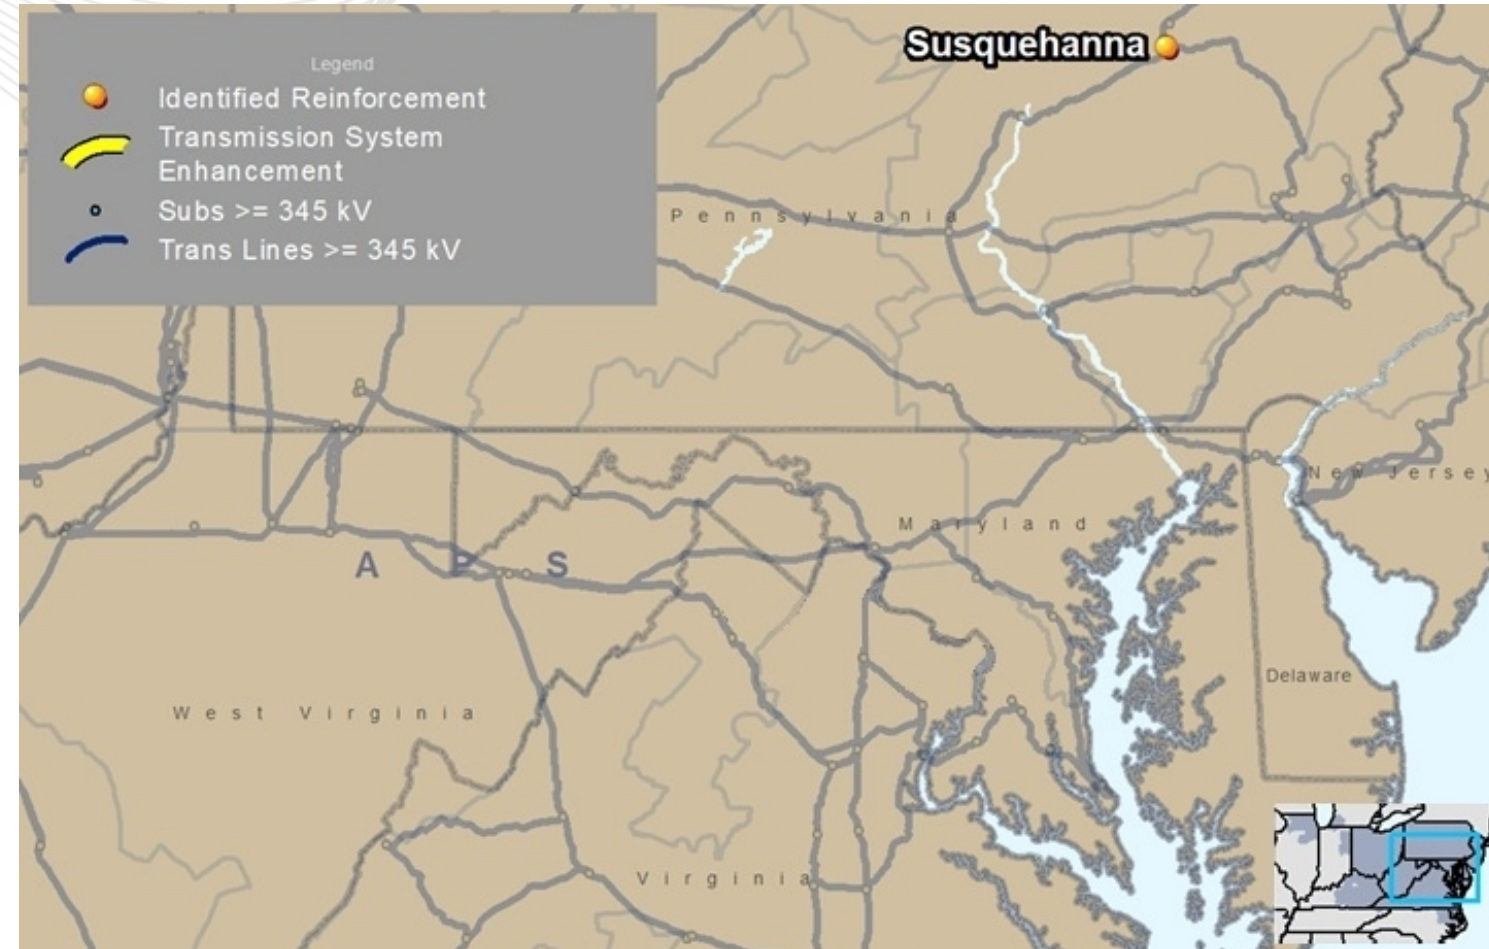 Susquehanna
Legend
Identified Reinforcement
Transmission System
Enhancement
Subs >= 345 kV
Trans Lines >= 345 kV
Pennsylvania
New Jersey
Maryland
A P S
Delaware
West Virginia
Virginia